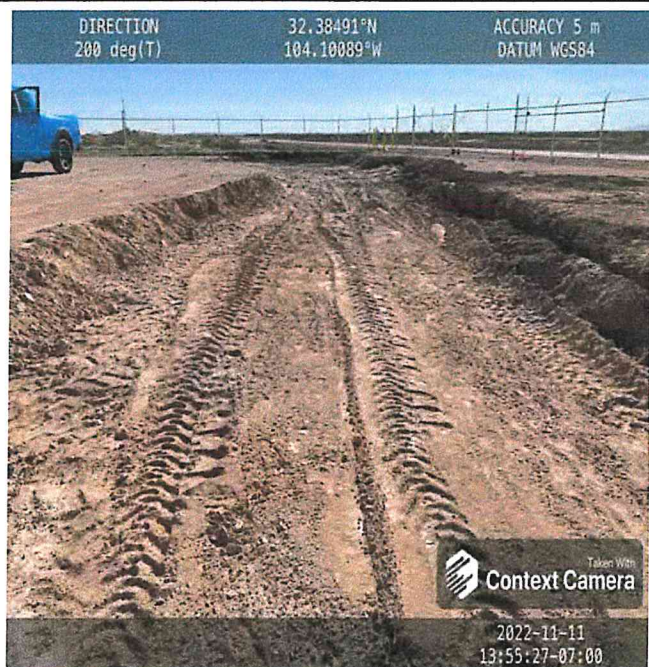 DIRECTION
200 deg(T)
32.38491°N
104.10089°W
ACCURACY 5 m
DATUM WGS84
Taken With
Context Camera
2022-11-11
13:55:27-07:00